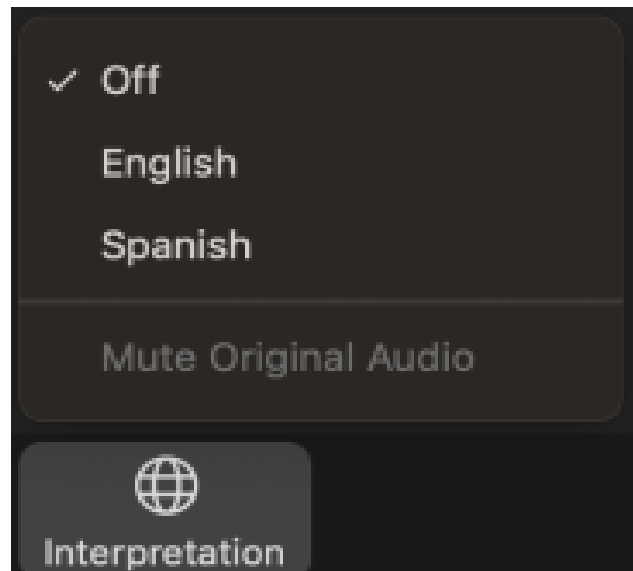 Off
English
Spanish
Mute Original Audio
Interpretation